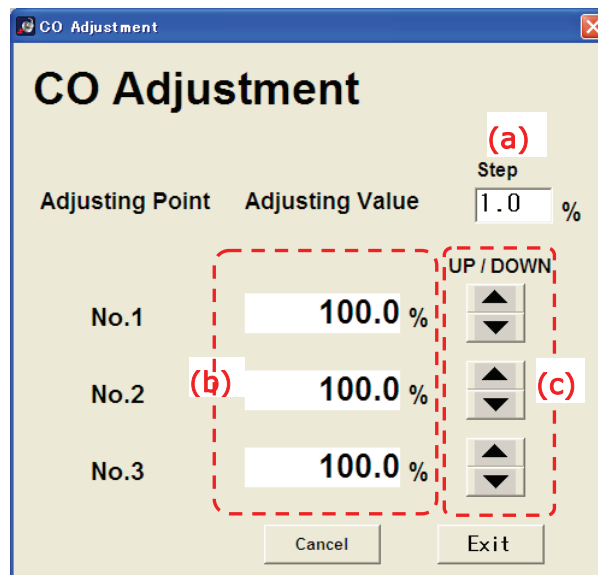 CO Adjustment
CO Adjustment
(a)
Step
Adjusting Point Adjusting Value 1.0 %
UP / DOWN
No.1 100.0 %
(b) (c)
No.2 100.0 %
No.3 100.0 %
Cancel Exit